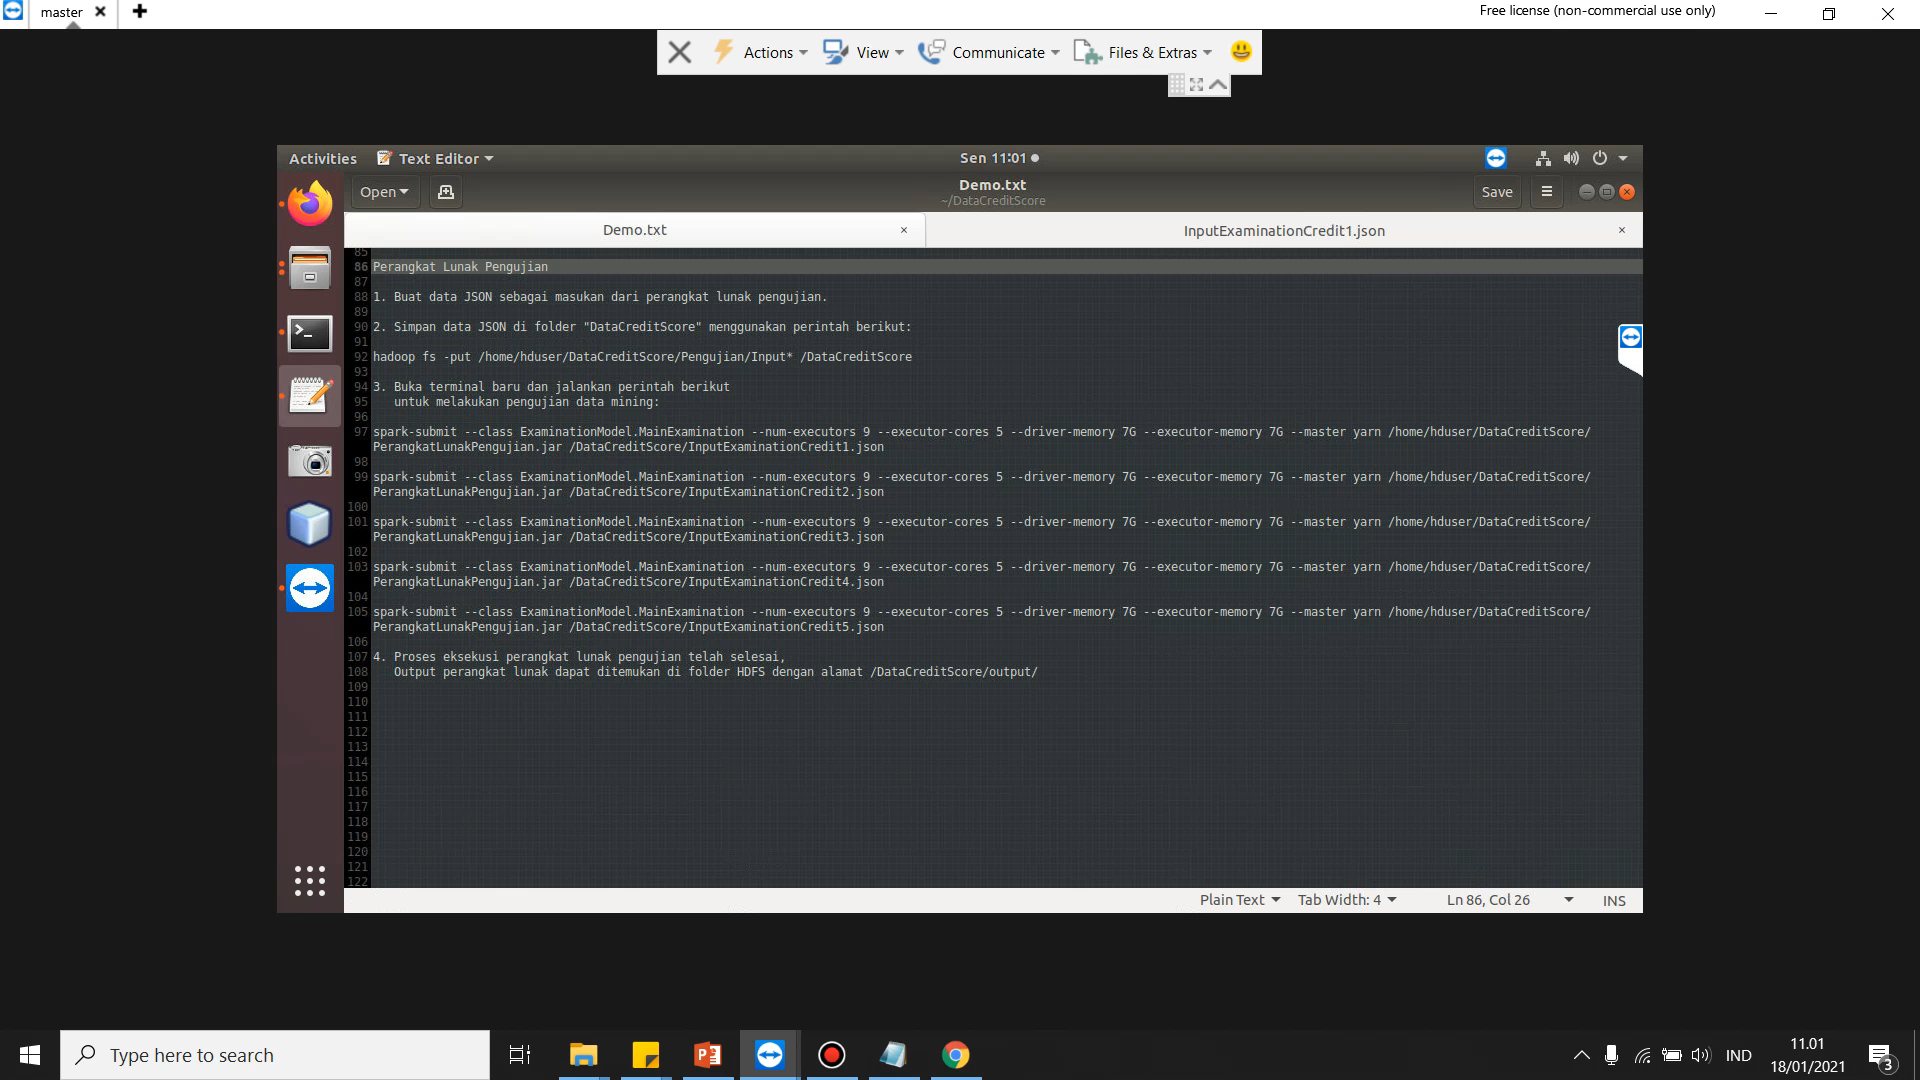 master
Free license (non-commercial use only)
Actions
View
Communicate
Files & Extras
Activities
Text Editor
Sen 11:01
Open
Demo.txt
~/DataCreditScore
Save
Demo.txt
InputExaminationCredit1.json
85
86 Perangkat Lunak Pengujian
87
88 1. Buat data JSON sebagai masukan dari perangkat lunak pengujian.
89
90 2. Simpan data JSON di folder "DataCreditScore" menggunakan perintah berikut:
91
92 hadoop fs -put /home/hduser/DataCreditScore/Pengujian/Input* /DataCreditScore
93
94 3. Buka terminal baru dan jalankan perintah berikut
95 untuk melakukan pengujian data mining:
96
97 spark-submit --class ExaminationModel.MainExamination --num-executors 9 --executor-cores 5 --driver-memory 7G --executor-memory 7G --master yarn /home/hduser/DataCreditScore/
PerangkatLunakPengujian.jar /DataCreditScore/InputExaminationCredit1.json
98
99 spark-submit --class ExaminationModel.MainExamination --num-executors 9 --executor-cores 5 --driver-memory 7G --executor-memory 7G --master yarn /home/hduser/DataCreditScore/
PerangkatLunakPengujian.jar /DataCreditScore/InputExaminationCredit2.json
100
101 spark-submit --class ExaminationModel.MainExamination --num-executors 9 --executor-cores 5 --driver-memory 7G --executor-memory 7G --master yarn /home/hduser/DataCreditScore/
PerangkatLunakPengujian.jar /DataCreditScore/InputExaminationCredit3.json
102
103 spark-submit --class ExaminationModel.MainExamination --num-executors 9 --executor-cores 5 --driver-memory 7G --executor-memory 7G --master yarn /home/hduser/DataCreditScore/
PerangkatLunakPengujian.jar /DataCreditScore/InputExaminationCredit4.json
104
105 spark-submit --class ExaminationModel.MainExamination --num-executors 9 --executor-cores 5 --driver-memory 7G --executor-memory 7G --master yarn /home/hduser/DataCreditScore/
PerangkatLunakPengujian.jar /DataCreditScore/InputExaminationCredit5.json
106
107 4. Proses eksekusi perangkat lunak pengujian telah selesai,
108 Output perangkat lunak dapat ditemukan di folder HDFS dengan alamat /DataCreditScore/output/
109
110
111
112
113
114
115
116
117
118
119
120
121
122
Plain Text
Tab Width: 4
Ln 86, Col 26
INS
Type here to search
IND
11.01
18/01/2021
3